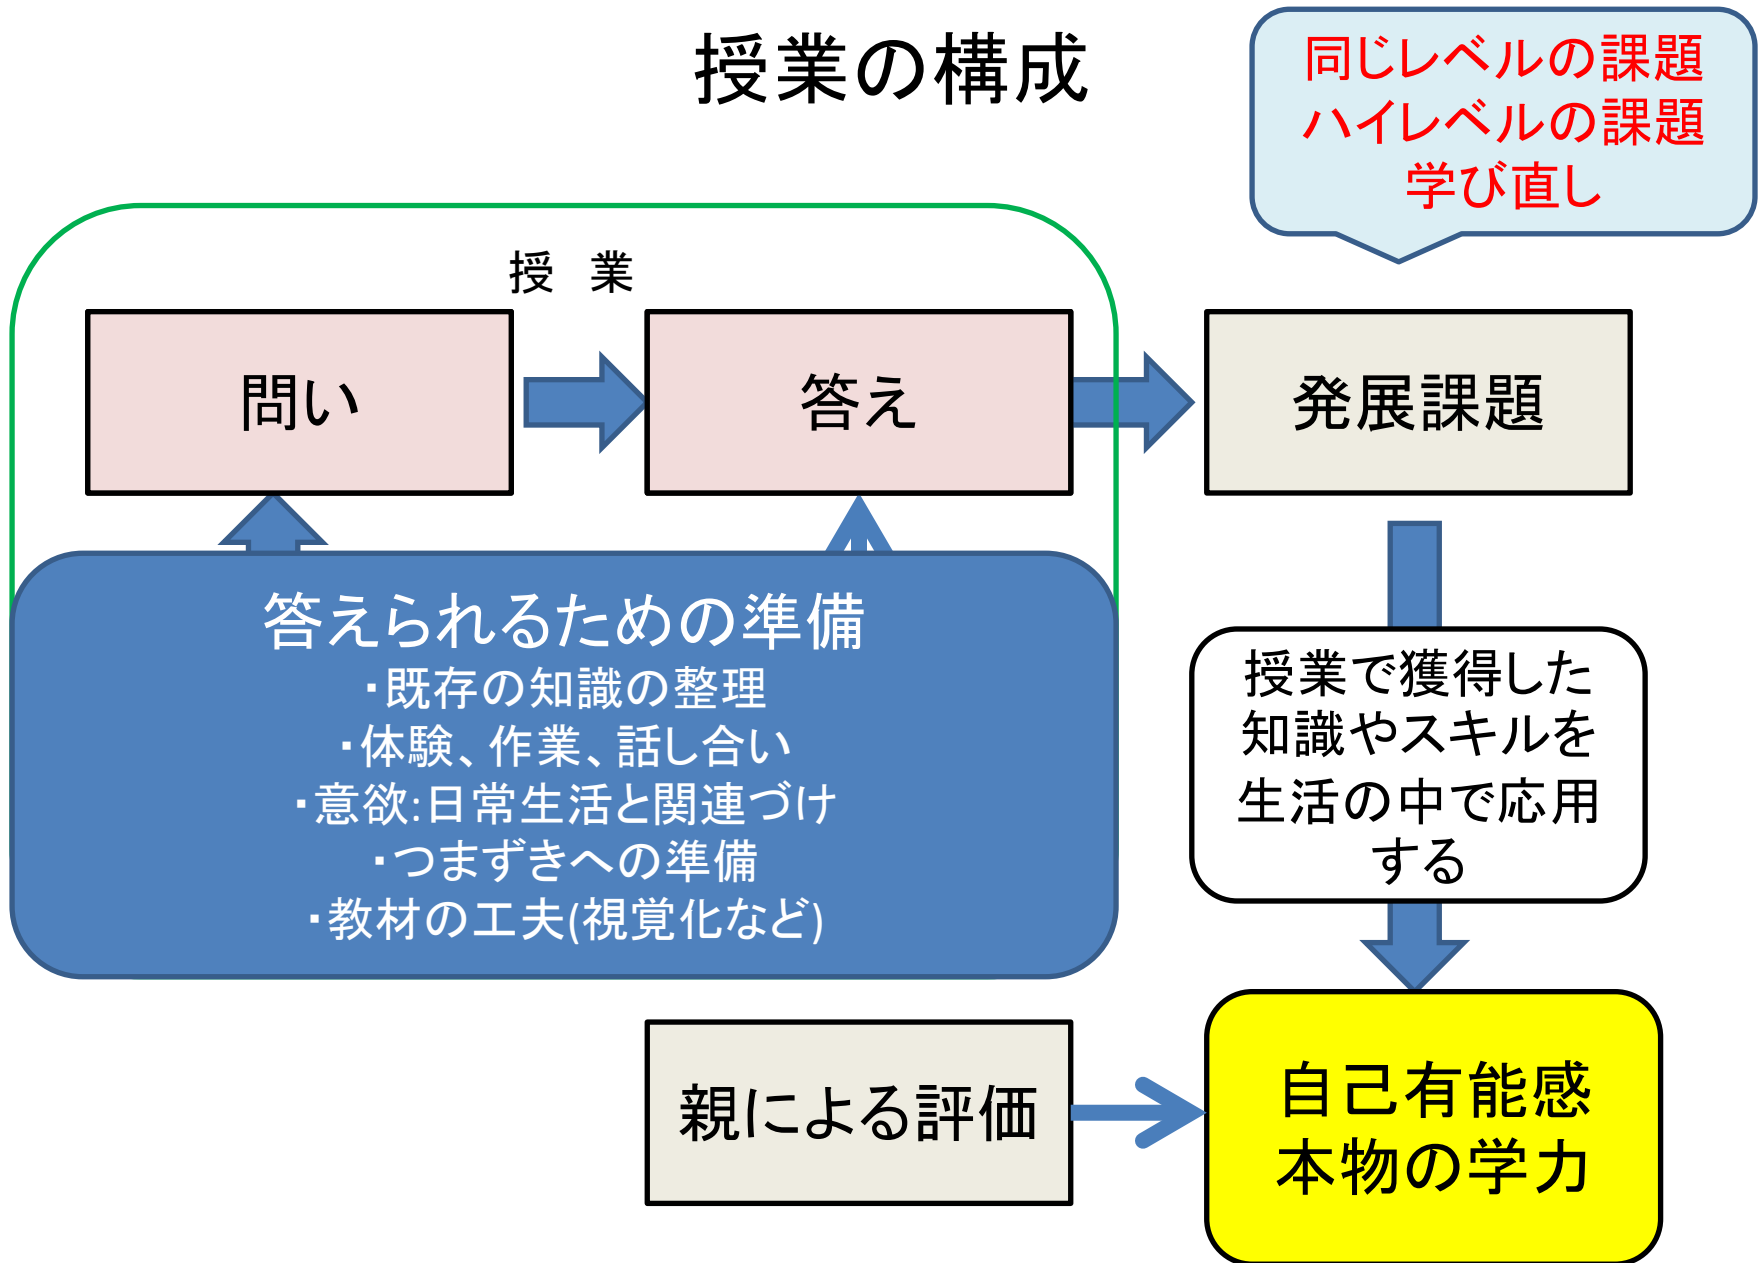 授業の構成
同じレベルの課題
ハイレベルの課題
学び直し
授　業
問い
答え
発展課題
答えられるための準備
・既存の知識の整理
・体験、作業、話し合い
・意欲:日常生活と関連づけ
・つまずきへの準備
・教材の工夫(視覚化など)
授業で獲得した
知識やスキルを
生活の中で応用
する
親による評価
自己有能感
本物の学力